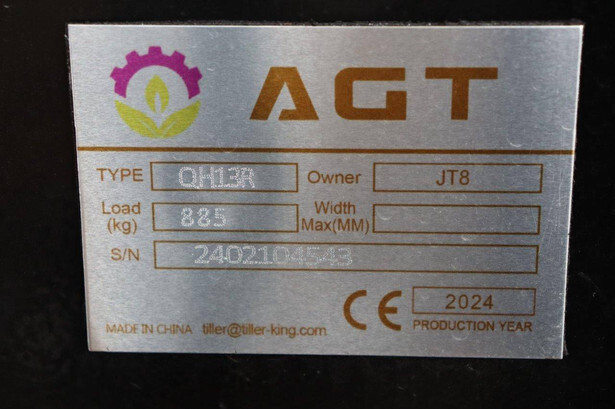 AGT
TYPE QH13R Owner JT8
Load (kg) 885 Width Max(MM)
S/N 2402104543
CE 2024
MADE IN CHINA tiller@tiller-king.com PRODUCTION YEAR